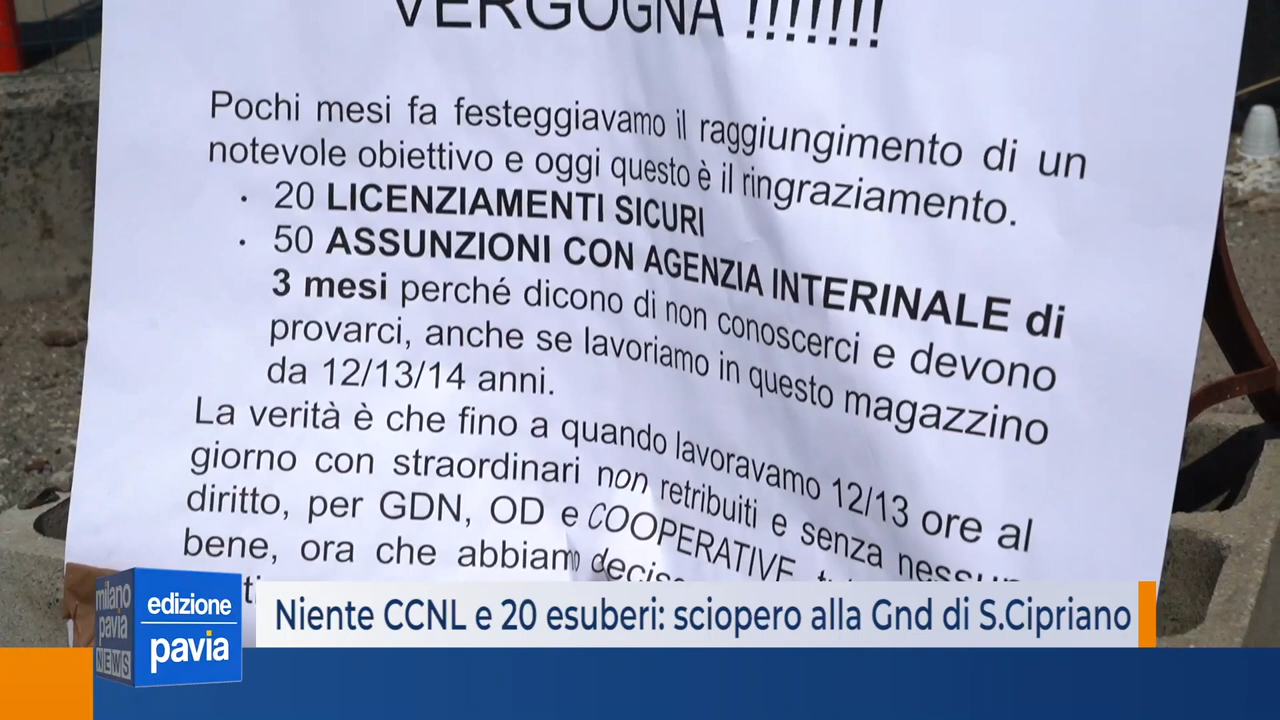 VERGOGNA !!!!!!!
Pochi mesi fa festeggiavamo il raggiungimento di un
notevole obiettivo e oggi questo è il ringraziamento.
· 20 LICENZIAMENTI SICURI
· 50 ASSUNZIONI CON AGENZIA INTERINALE di
3 mesi perché dicono di non conoscerci e devono
provarci, anche se lavoriamo in questo magazzino
da 12/13/14 anni.
La verità è che fino a quando lavoravamo 12/13 ore al
giorno con straordinari non retribuiti e senza
diritto, per GDN, OD e COOPERATIVE
bene, ora che abbiamo
milano
pavia
NEWS
edizione
pavia
Niente CCNL e 20 esuberi: sciopero alla Gnd di S.Cipriano